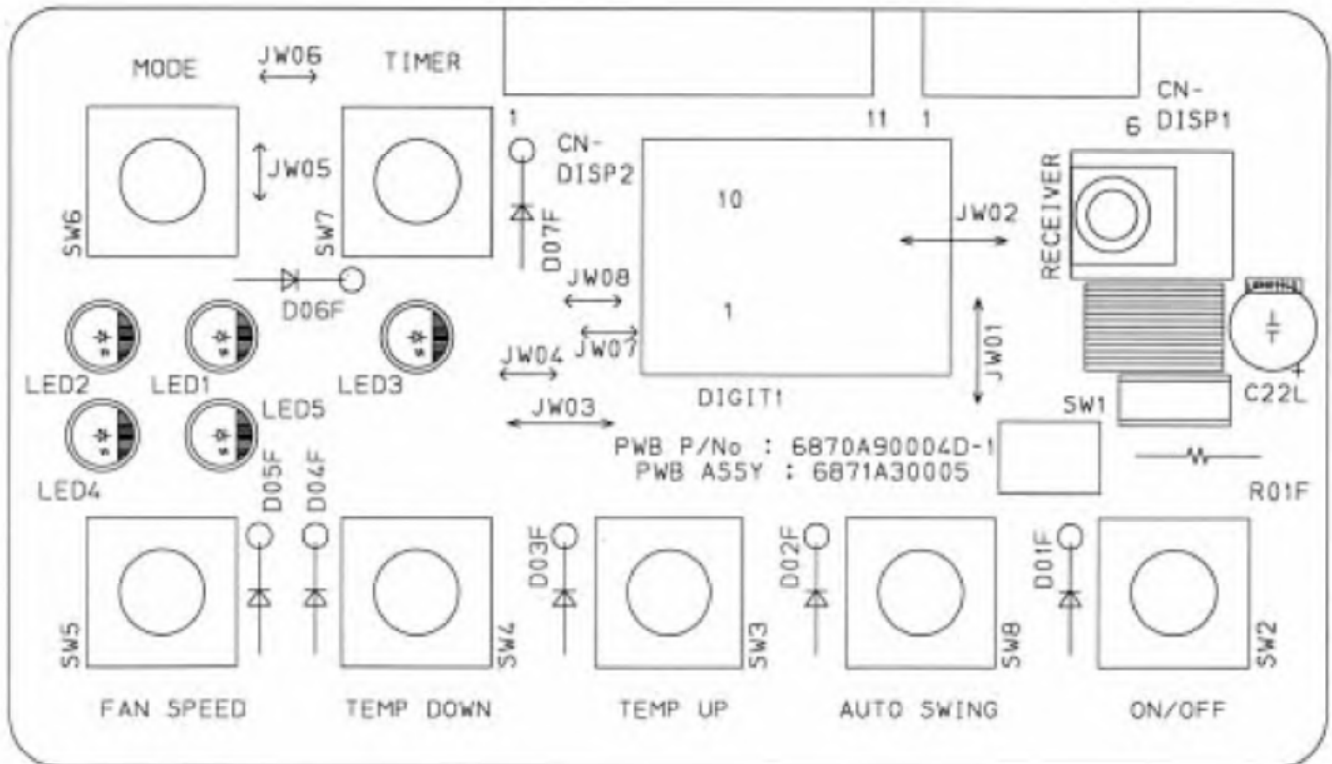 JW06
MODE
TIMER
1
11
1
6
CN-
DISP1
CN-
DISP2
JW05
SW6
SW7
D07F
10
1
JW02
RECEIVER
D06F
JW08
JW07
JW04
JW03
JW01
LED2
LED1
LED3
LED5
LED4
DIGIT1
SW1
C22L
PWB P/No : 6870A90004D-1
PWB ASSY : 6871A30005
R01F
D05F
D04F
D03F
D02F
D01F
SW5
SW4
SW3
SW8
SW2
FAN SPEED
TEMP DOWN
TEMP UP
AUTO SWING
ON/OFF